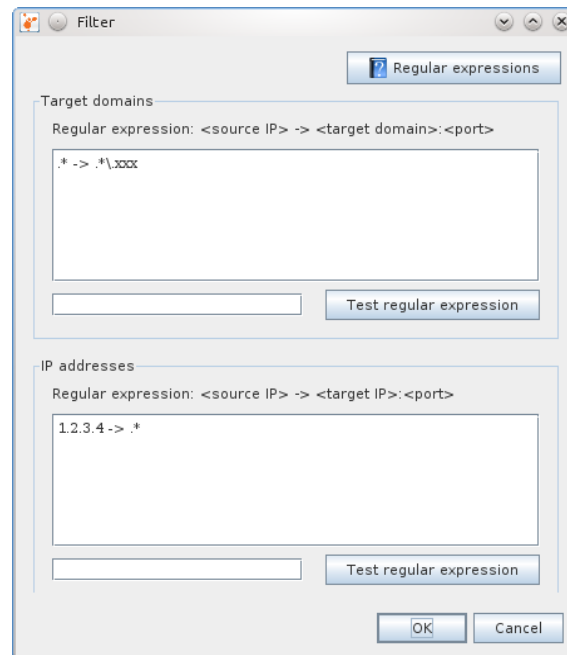 Filter
Regular expressions
Target domains
Regular expression: <source IP> -> <target domain>:<port>
.* -> .*\.xxx
Test regular expression
IP addresses
Regular expression: <source IP> -> <target IP>:<port>
1.2.3.4 -> .*
Test regular expression
OK Cancel